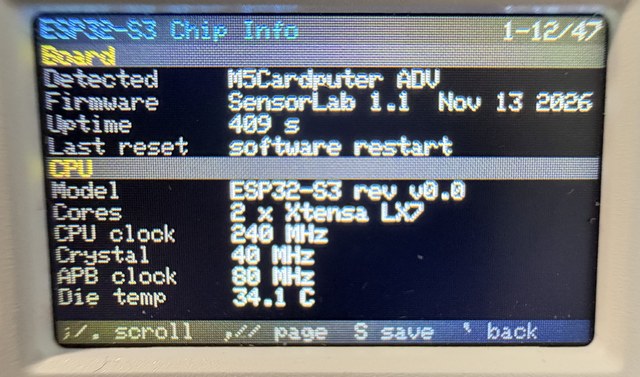 ESP32-S3 Chip Info 1-12/47
Board
Detected M5Cardputer ADV
Firmware SensorLab 1.1 Nov 13 2026
Uptime 409 s
Last reset software restart
CPU
Model ESP32-S3 rev v0.0
Cores 2 x Xtensa LX7
CPU clock 240 MHz
Crystal 40 MHz
APB clock 80 MHz
Die temp 34.1 C
;/. scroll ,// page S save ` back